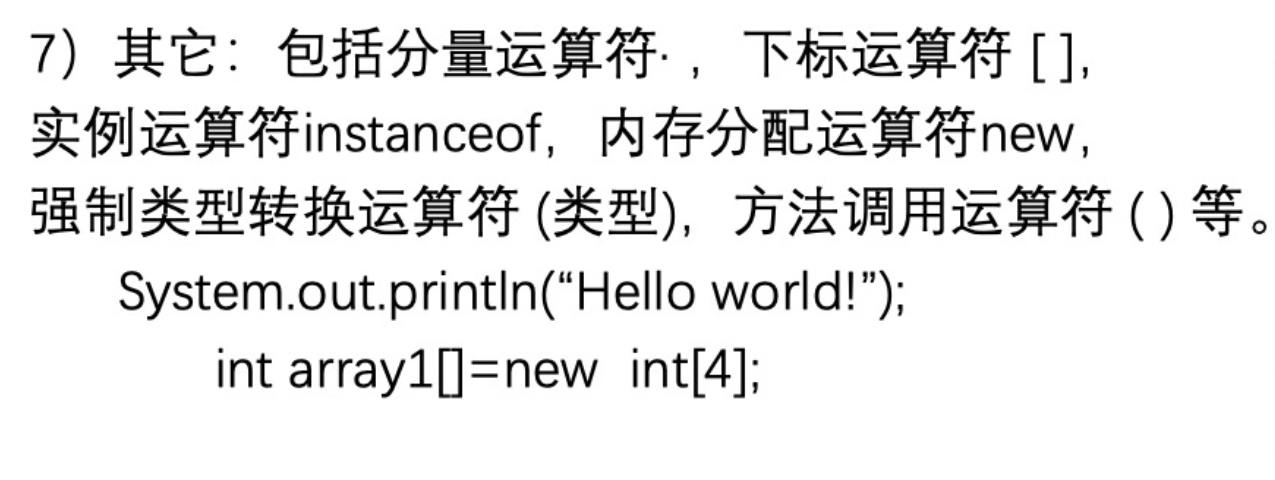 7）其它：包括分量运算符· ，下标运算符 [ ],
实例运算符instanceof，内存分配运算符new，
强制类型转换运算符 (类型)，方法调用运算符 ( ) 等。
System.out.println(“Hello world!”);
int array1[]=new  int[4];